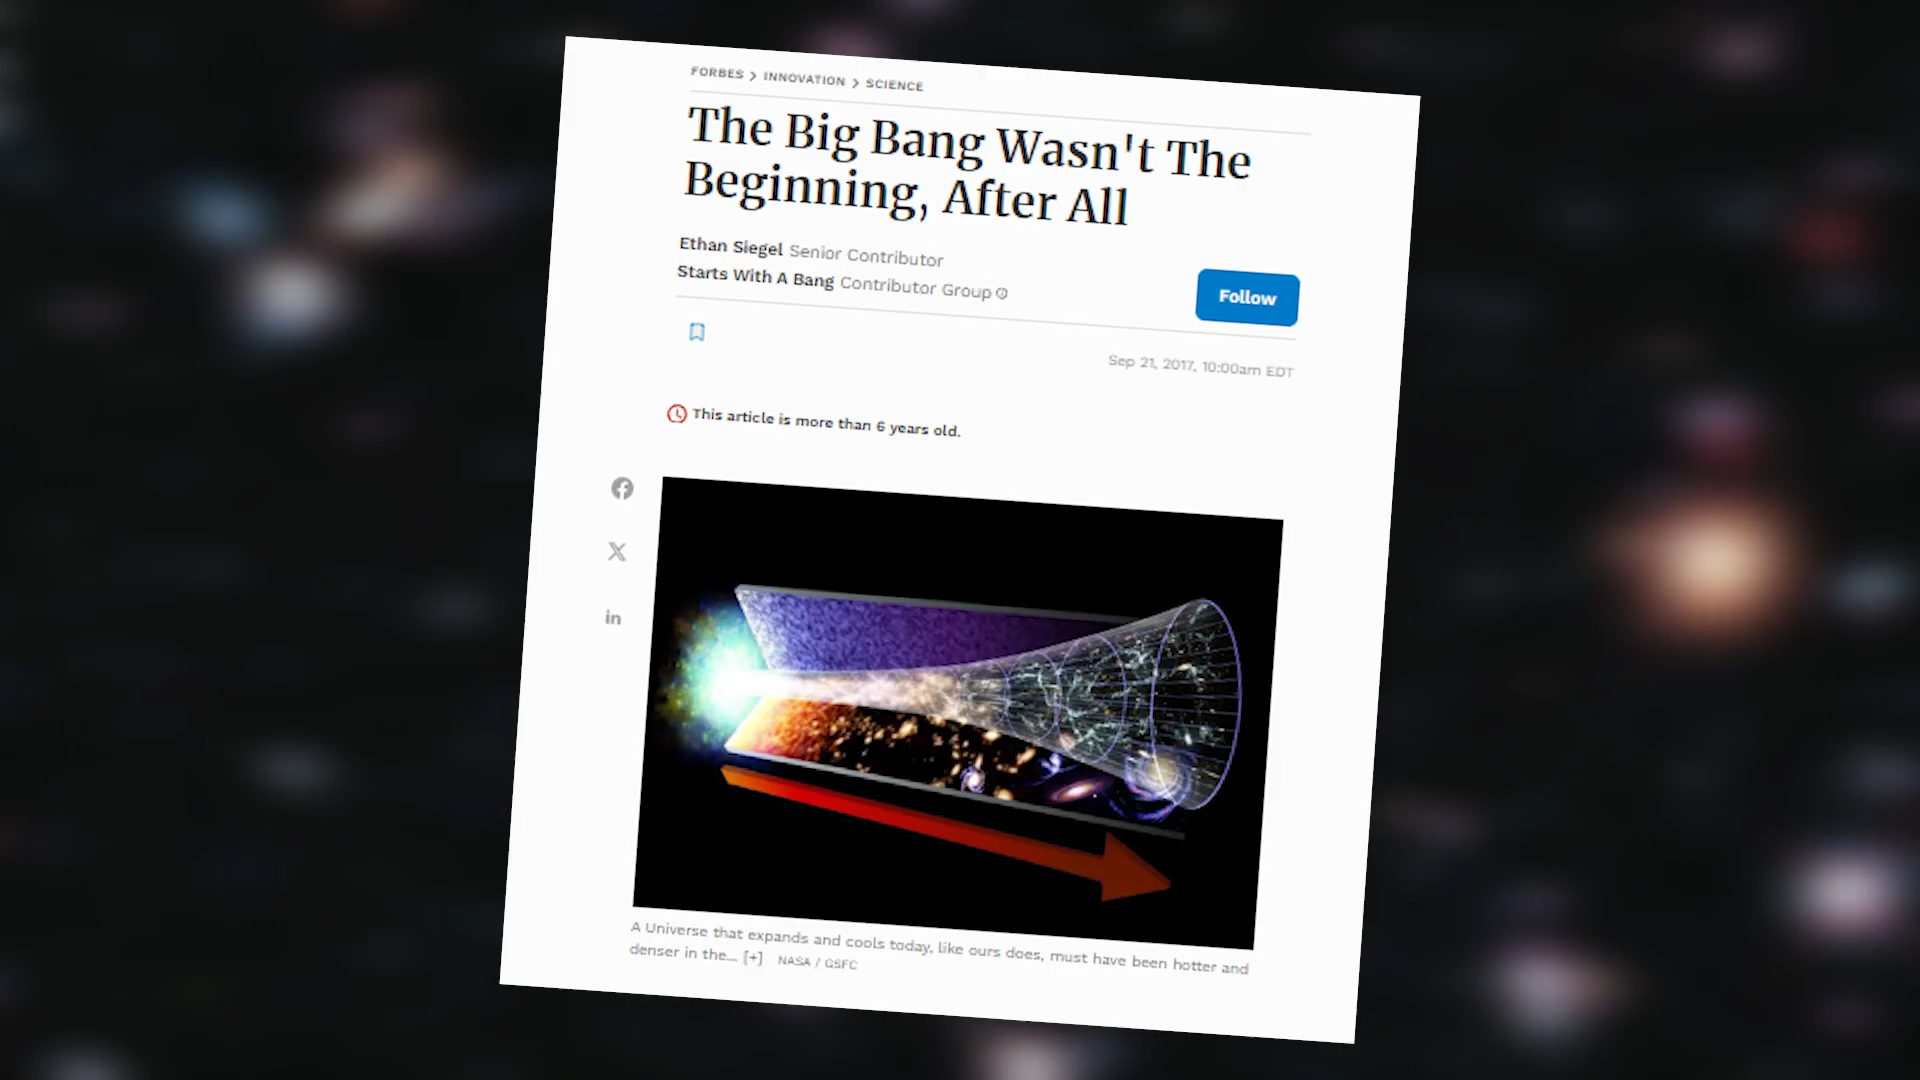 FORBES > INNOVATION > SCIENCE
The Big Bang Wasn't The
Beginning, After All
Ethan Siegel Senior Contributor
Starts With A Bang Contributor Group
Follow
Sep 21, 2017, 10:00am EDT
This article is more than 6 years old.
A Universe that expands and cools today, like ours does, must have been hotter and
denser in the... [+] NASA / GSFC